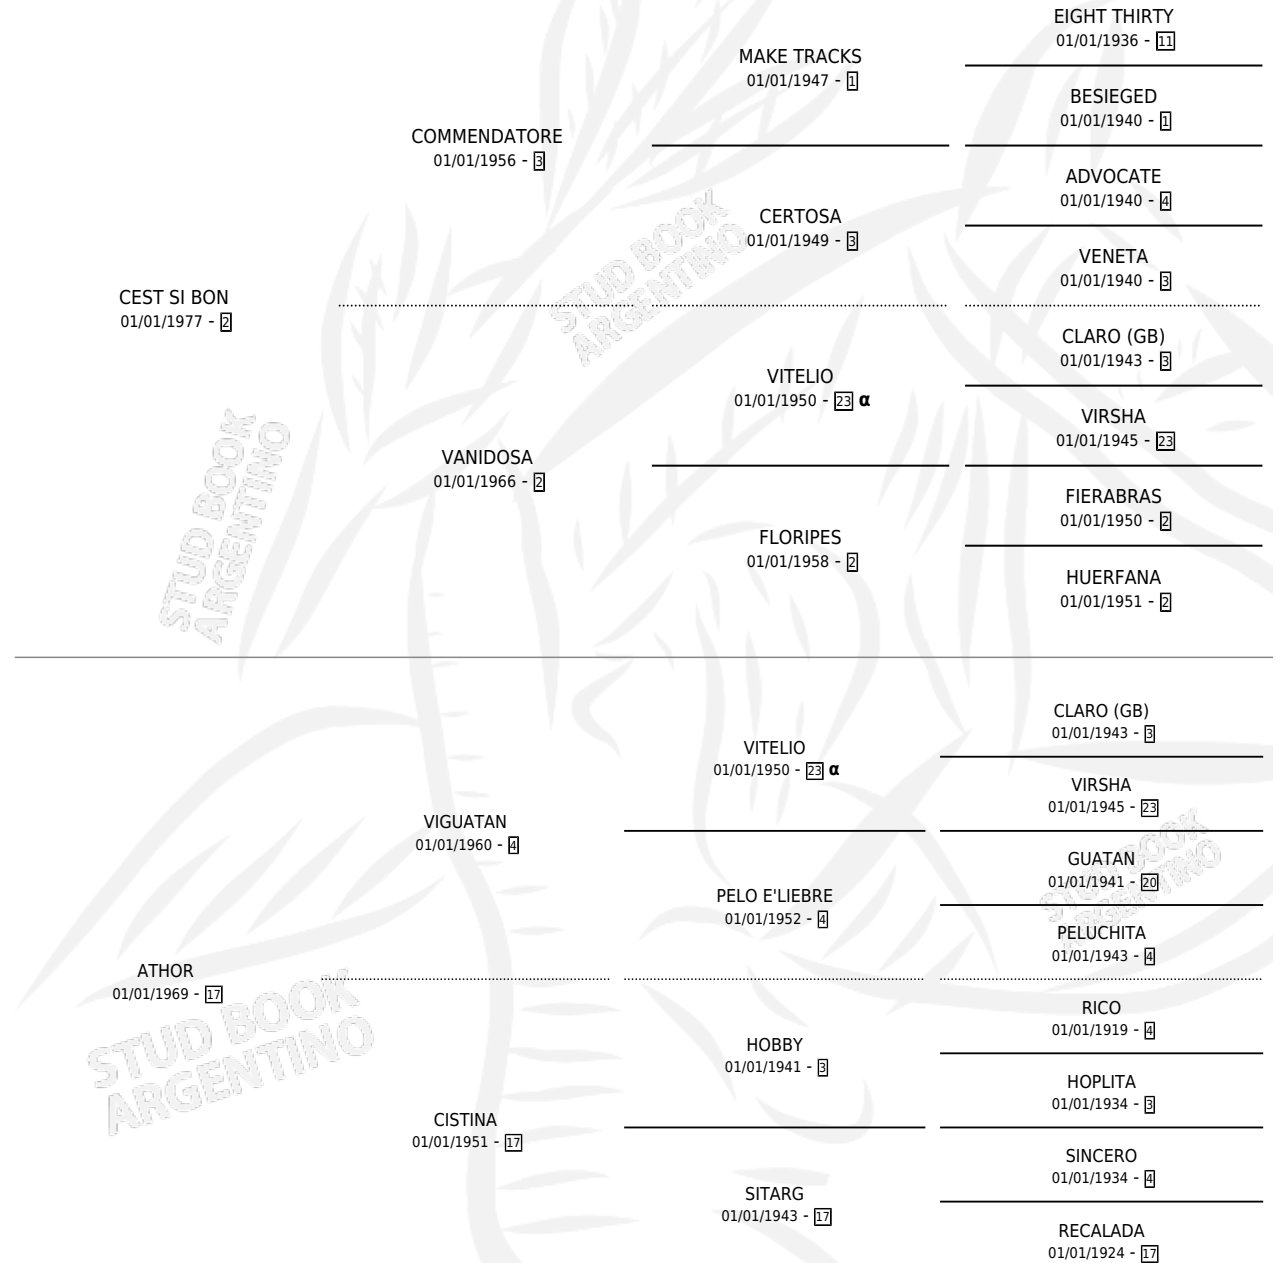 EIGHT THIRTY
01/01/1936 - 11
MAKE TRACKS
01/01/1947 - 1
BESIEGED
01/01/1940 - 1
COMMENDATORE
01/01/1956 - 3
ADVOCATE
01/01/1940 - 4
CERTOSA
01/01/1949 - 3
VENETA
01/01/1940 - 3
CEST SI BON
01/01/1977 - 2
CLARO (GB)
01/01/1943 - 3
VITELIO
01/01/1950 - 23 α
VIRSHA
01/01/1945 - 23
VANIDOSA
01/01/1966 - 2
FIERABRAS
01/01/1950 - 2
FLORIPES
01/01/1958 - 2
HUERFANA
01/01/1951 - 2
CLARO (GB)
01/01/1943 - 3
VITELIO
01/01/1950 - 23 α
VIRSHA
01/01/1945 - 23
VIGUATAN
01/01/1960 - 4
GUATAN
01/01/1941 - 20
PELO E'LIEBRE
01/01/1952 - 4
PELUCHITA
01/01/1943 - 4
ATHOR
01/01/1969 - 17
RICO
01/01/1919 - 4
HOBBY
01/01/1941 - 3
HOPLITA
01/01/1934 - 3
CISTINA
01/01/1951 - 17
SINCERO
01/01/1934 - 4
SITARG
01/01/1943 - 17
RECALADA
01/01/1924 - 17
STUD BOOK
ARGENTINO
STUD BOOK
ARGENTINO
STUD BOOK
ARGENTINO
STUD BOOK
ARGENTINO